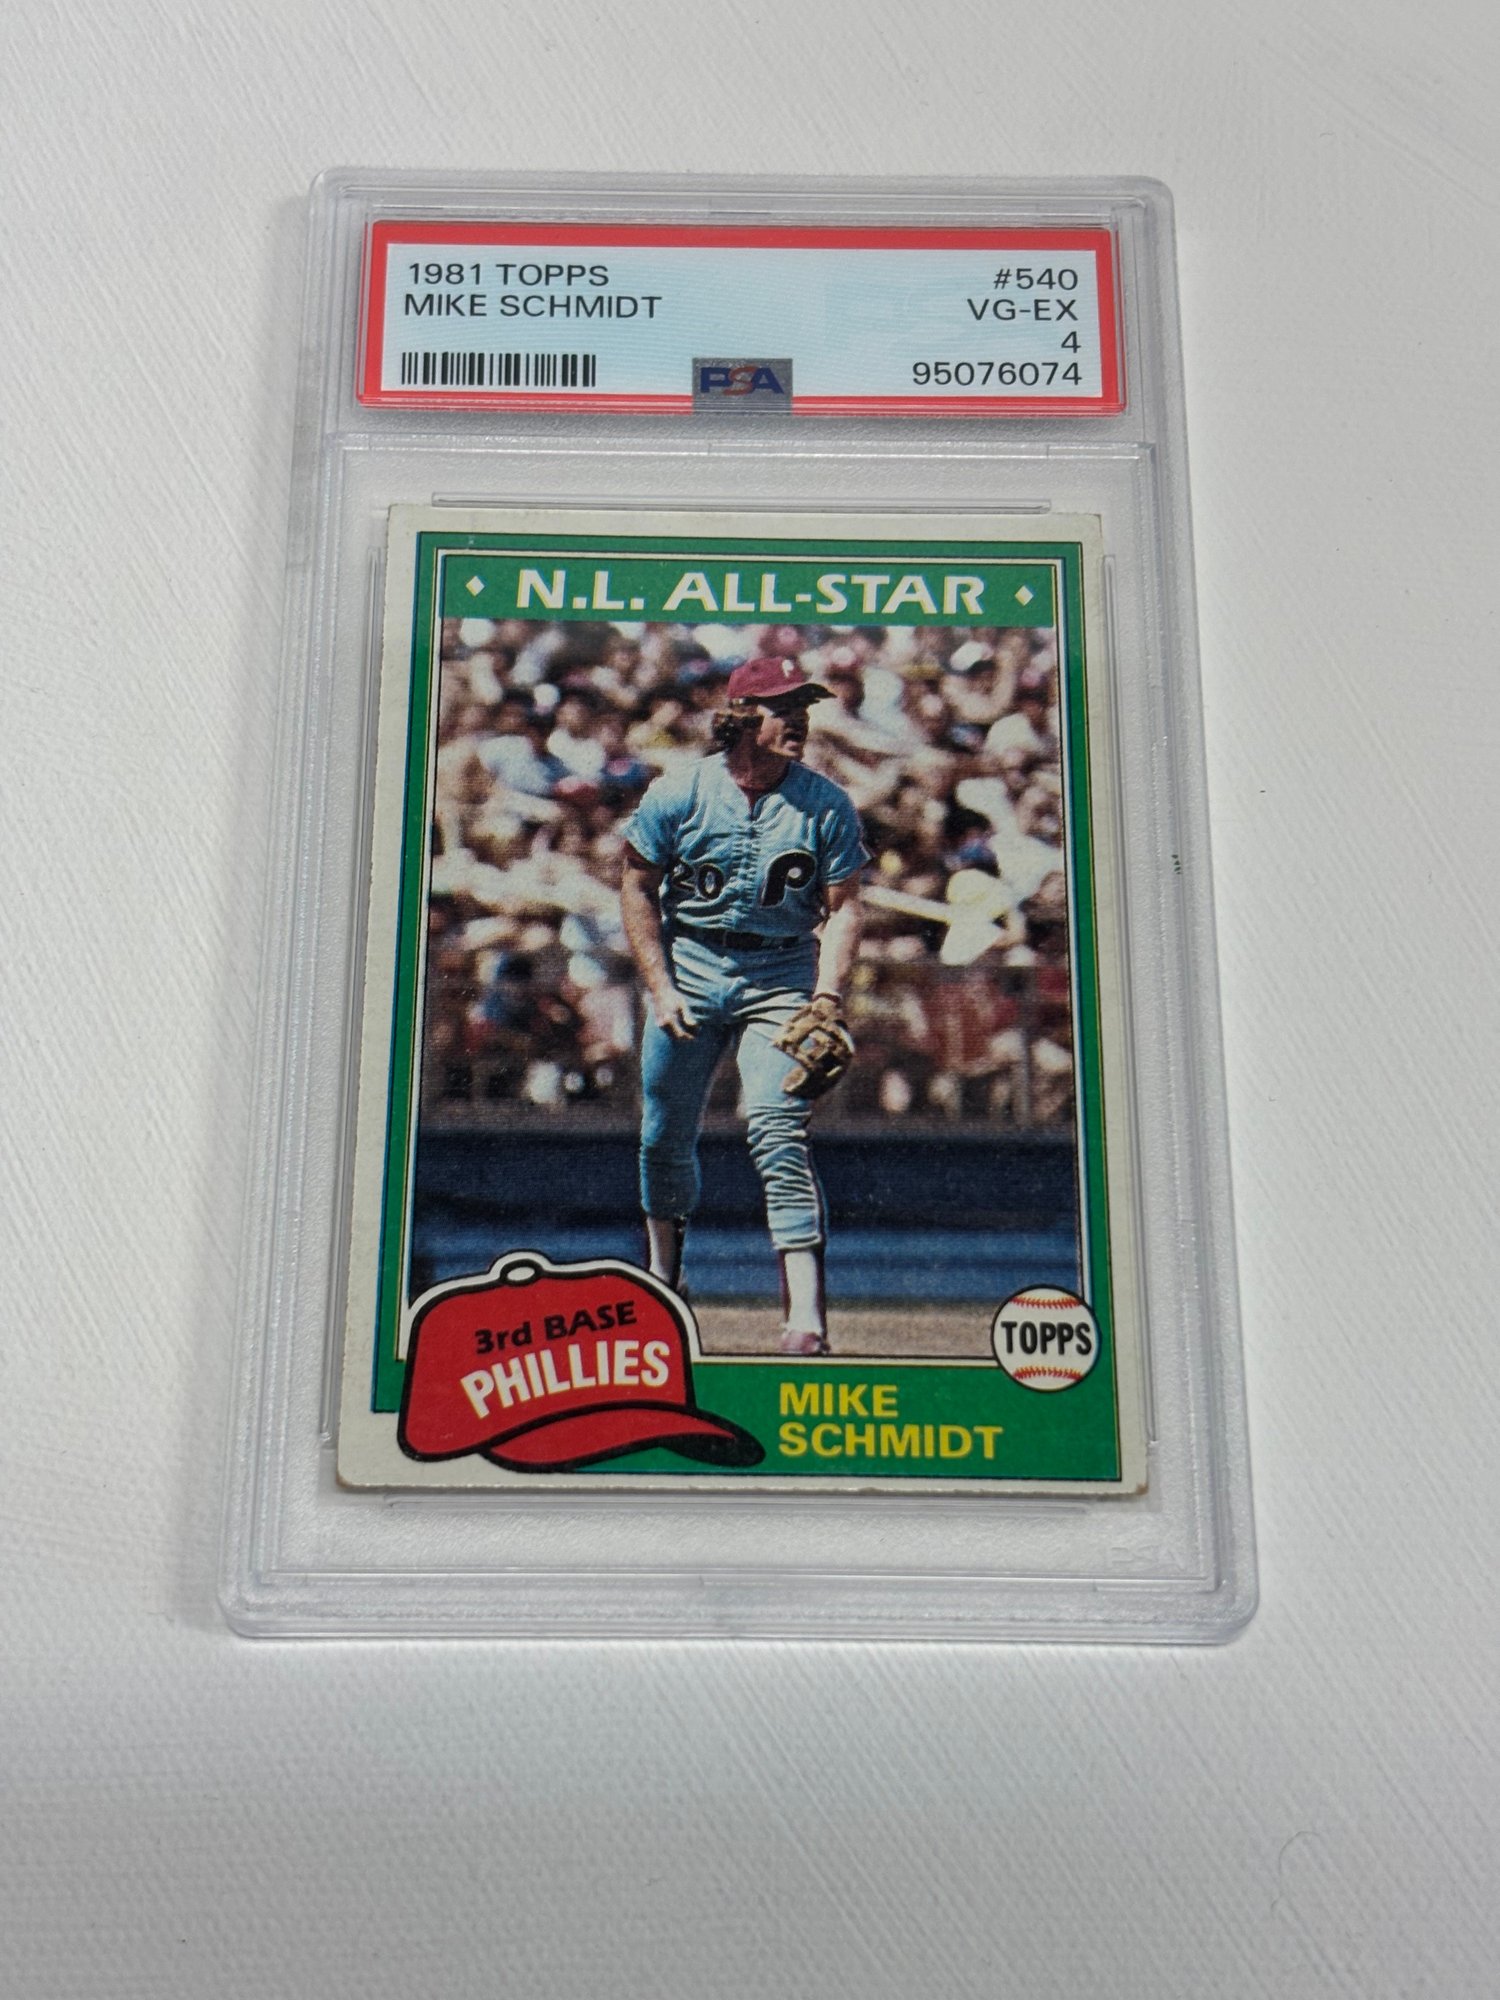 1981 TOPPS
MIKE SCHMIDT
#540
VG-EX
4
95076074
PSA
N.L. ALL-STAR
P
20 P
3rd BASE
PHILLIES
TOPPS
MIKE
SCHMIDT
PSA